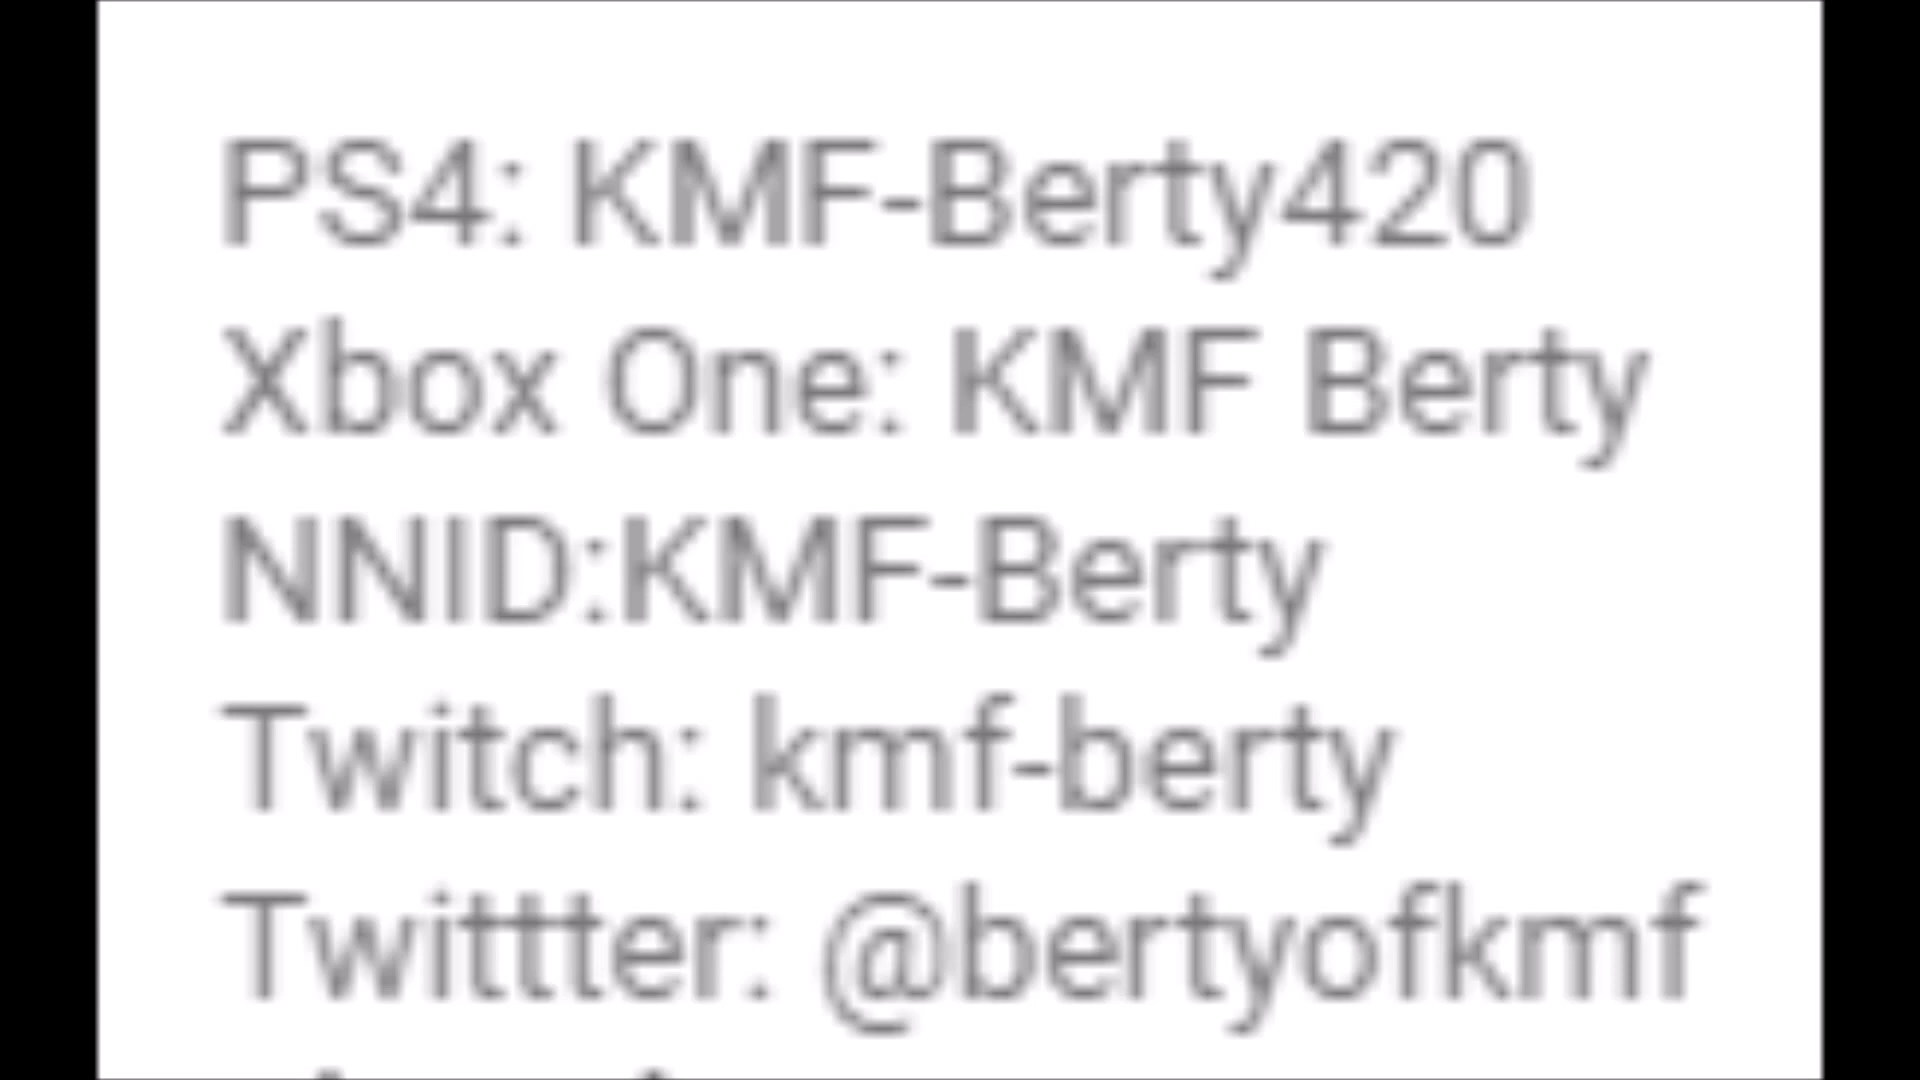 PS4: KMF-Berty420
Xbox One: KMF Berty
NNID:KMF-Berty
Twitch: kmf-berty
Twittter: @bertyofkmf